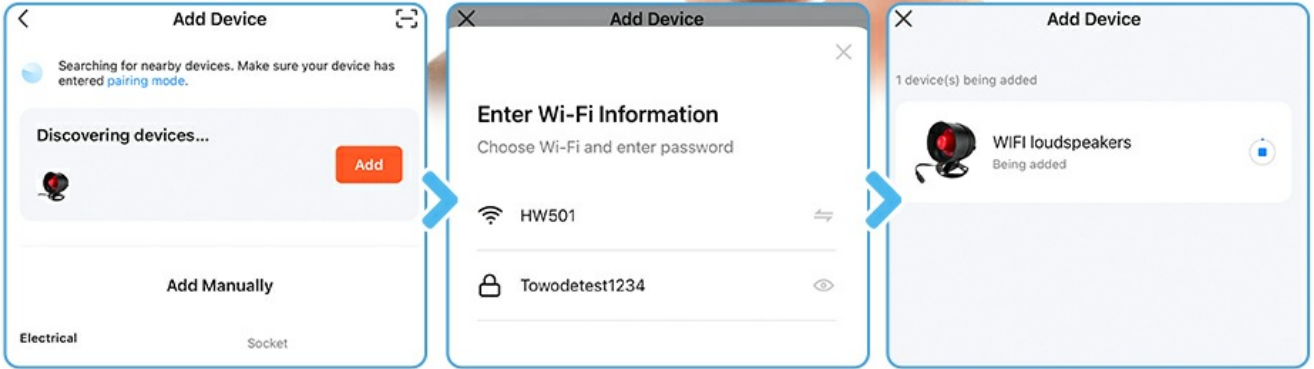 Add Device
Searching for nearby devices. Make sure your device has
entered pairing mode.
Discovering devices...
Add
Add Manually
Electrical
Socket
Add Device
Enter Wi-Fi Information
Choose Wi-Fi and enter password
HW501
Towodetest1234
Add Device
1 device(s) being added
WIFI loudspeakers
Being added